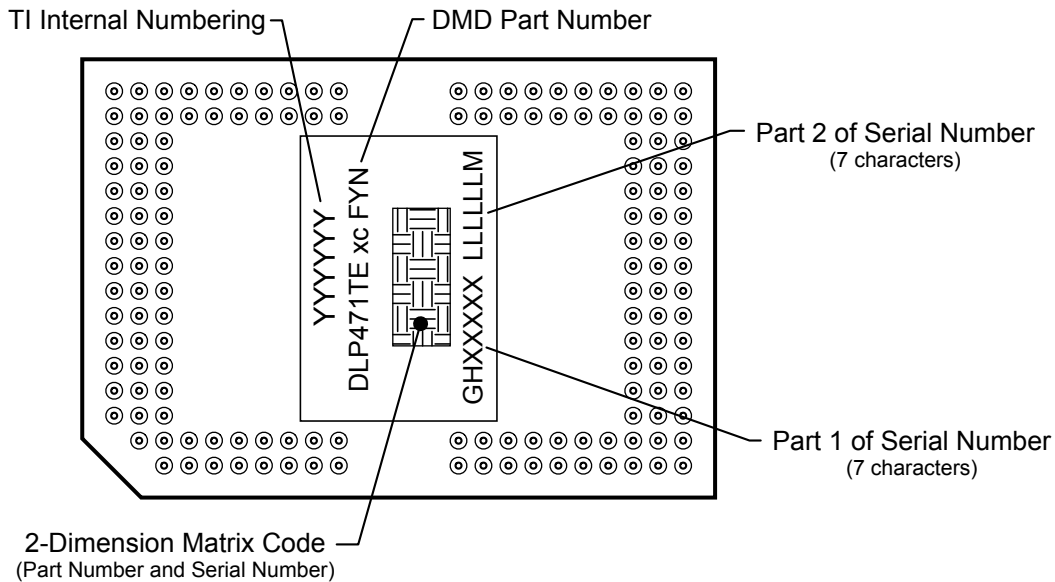 TI Internal Numbering
DMD Part Number
Part 2 of Serial Number
(7 characters)
YYYYYYY
DLP471TE xc FYN
GHXXXXX LLLLLLM
Part 1 of Serial Number
(7 characters)
2-Dimension Matrix Code
(Part Number and Serial Number)